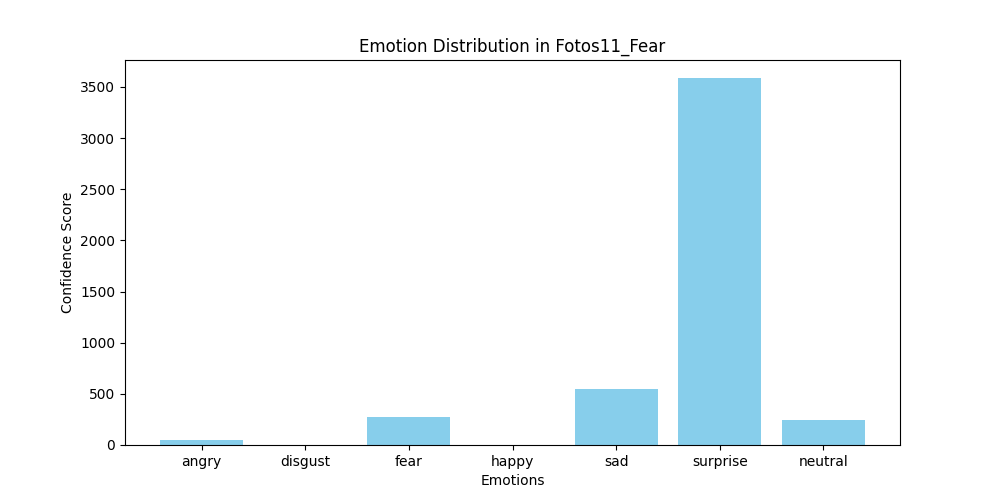 Emotion Distribution in Fotos11_Fear
3500
3000
2500
2000
1500
1000
500
0
Confidence Score
angry disgust fear happy sad surprise neutral
Emotions